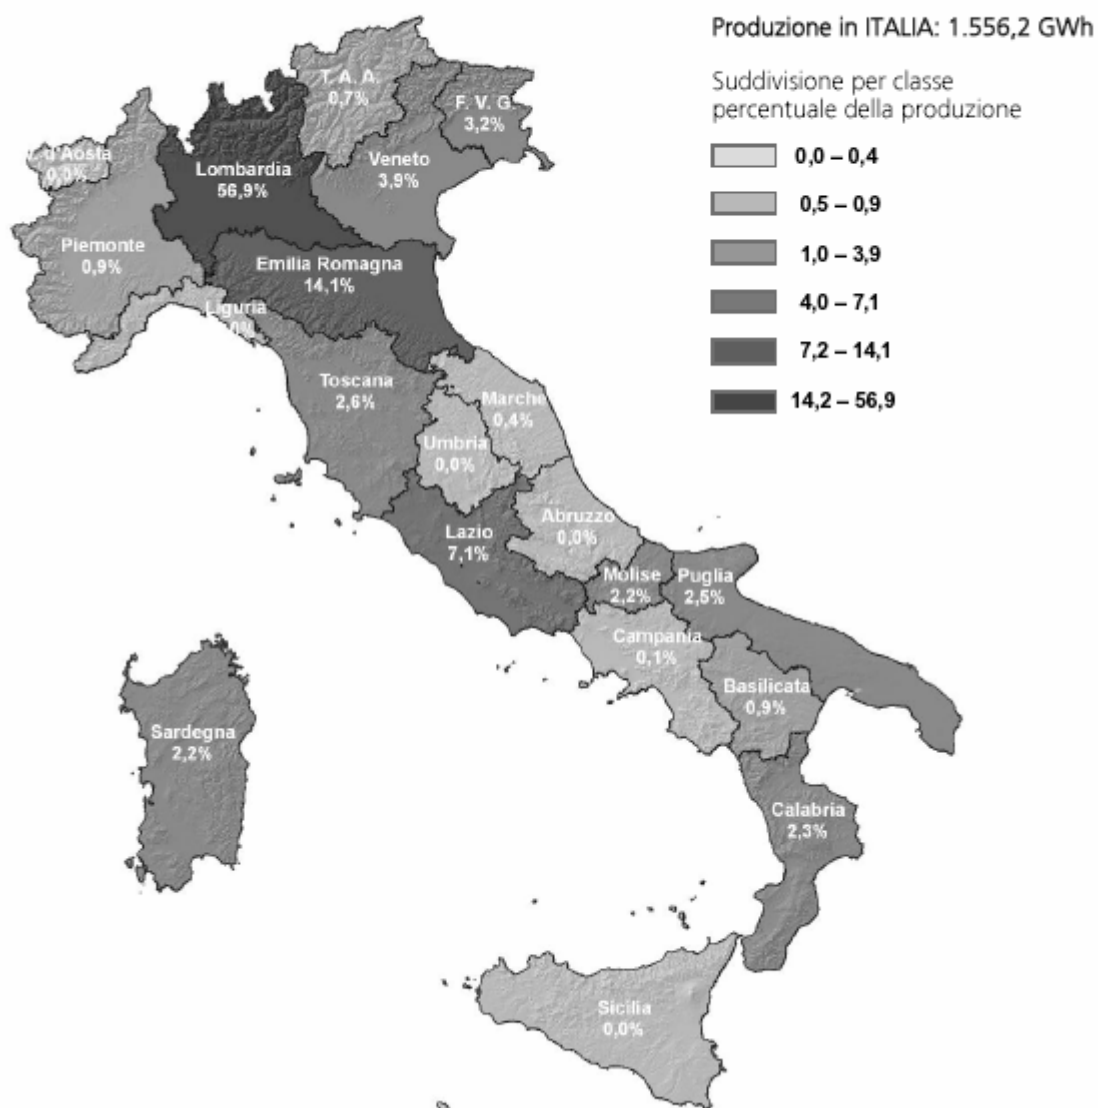 Produzione in ITALIA: 1.556,2 GWh
Suddivisione per classe
percentuale della produzione
0,0 – 0,4
0,5 – 0,9
1,0 – 3,9
4,0 – 7,1
7,2 – 14,1
14,2 – 56,9
T. A. A.
0,7%
F. V. G.
3,2%
d'Aosta
0,0%
Lombardia
56,9%
Veneto
3,9%
Piemonte
0,9%
Emilia Romagna
14,1%
Liguria
Toscana
2,6%
Marche
0,4%
Umbria
0,0%
Lazio
7,1%
Abruzzo
0,0%
Molise
2,2%
Puglia
2,5%
Campania
0,1%
Basilicata
0,9%
Sardegna
2,2%
Calabria
2,3%
Sicilia
0,0%